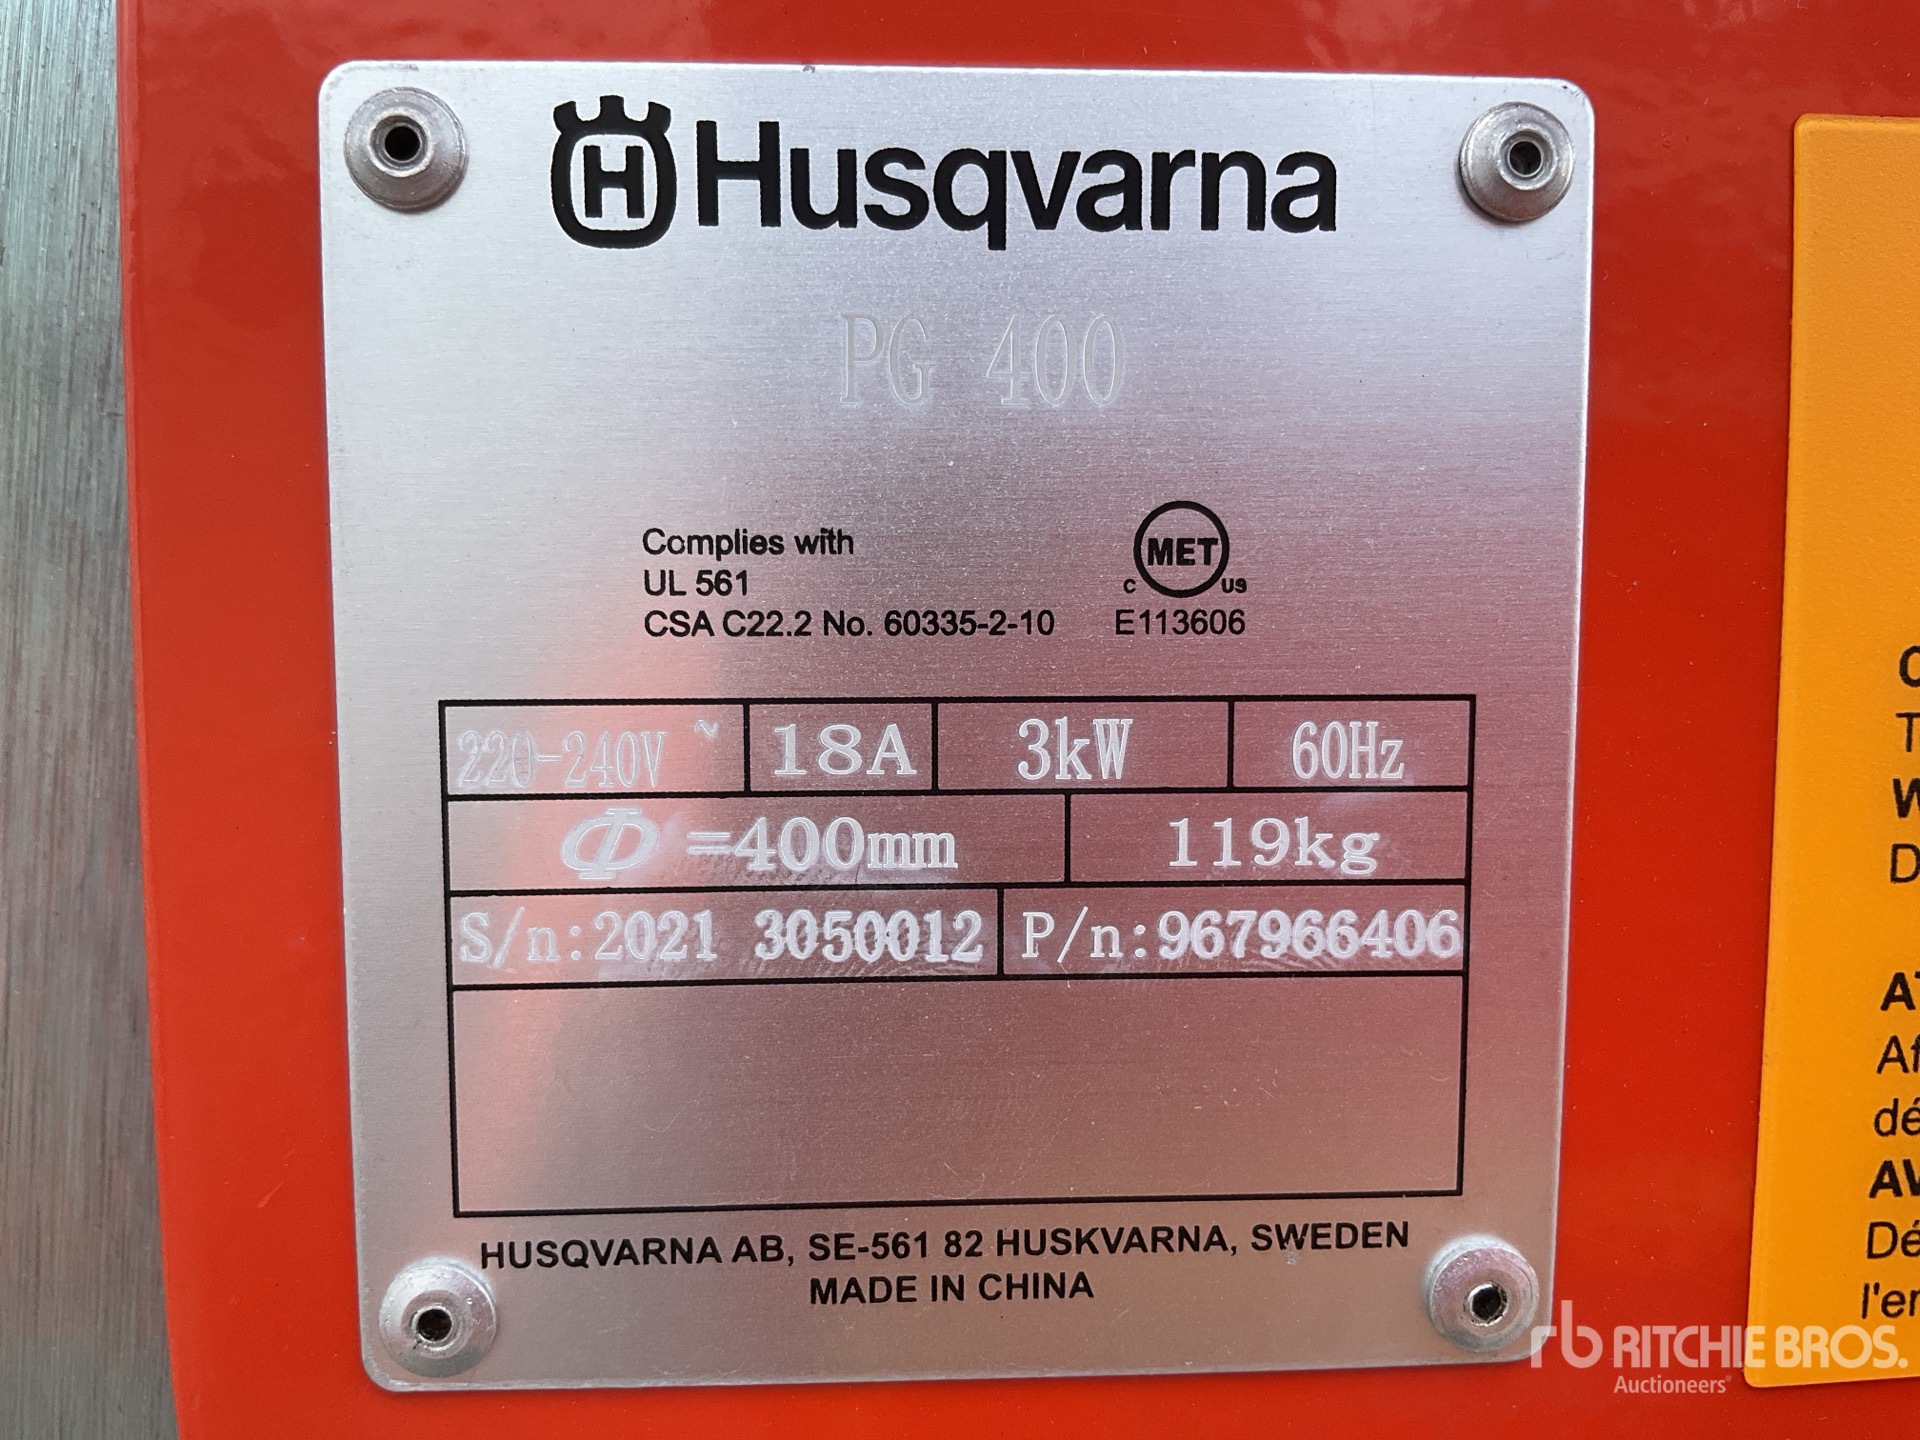 H Husqvarna
PG 400
Complies with
UL 561
CSA C22.2 No. 60335-2-10
MET
C US
E113606
220-240V ~ 18A 3kW 60Hz
Φ =400mm 119kg
S/n:2021 3050012 P/n:967966406
HUSQVARNA AB, SE-561 82 HUSKVARNA, SWEDEN
MADE IN CHINA
rb RITCHIE BROS.
Auctioneers
l'er